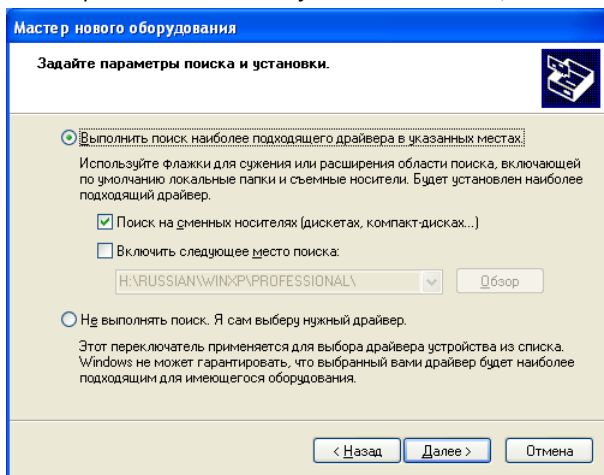 Мастер нового оборудования
Задайте параметры поиска и установки.
Выполнить поиск наиболее подходящего драйвера в указанных местах.
Используйте флажки для сужения или расширения области поиска, включающей
по умолчанию локальные папки и съемные носители. Будет установлен наиболее
подходящий драйвер.
Поиск на сменных носителях (дискетах, компакт-дисках...)
Включить следующее место поиска:
H:\RUSSIAN\WINXP\PROFESSIONAL\
Обзор
Не выполнять поиск. Я сам выберу нужный драйвер.
Этот переключатель применяется для выбора драйвера устройства из списка.
Windows не может гарантировать, что выбранный вами драйвер будет наиболее
подходящим для имеющегося оборудования.
< Назад Далее > Отмена